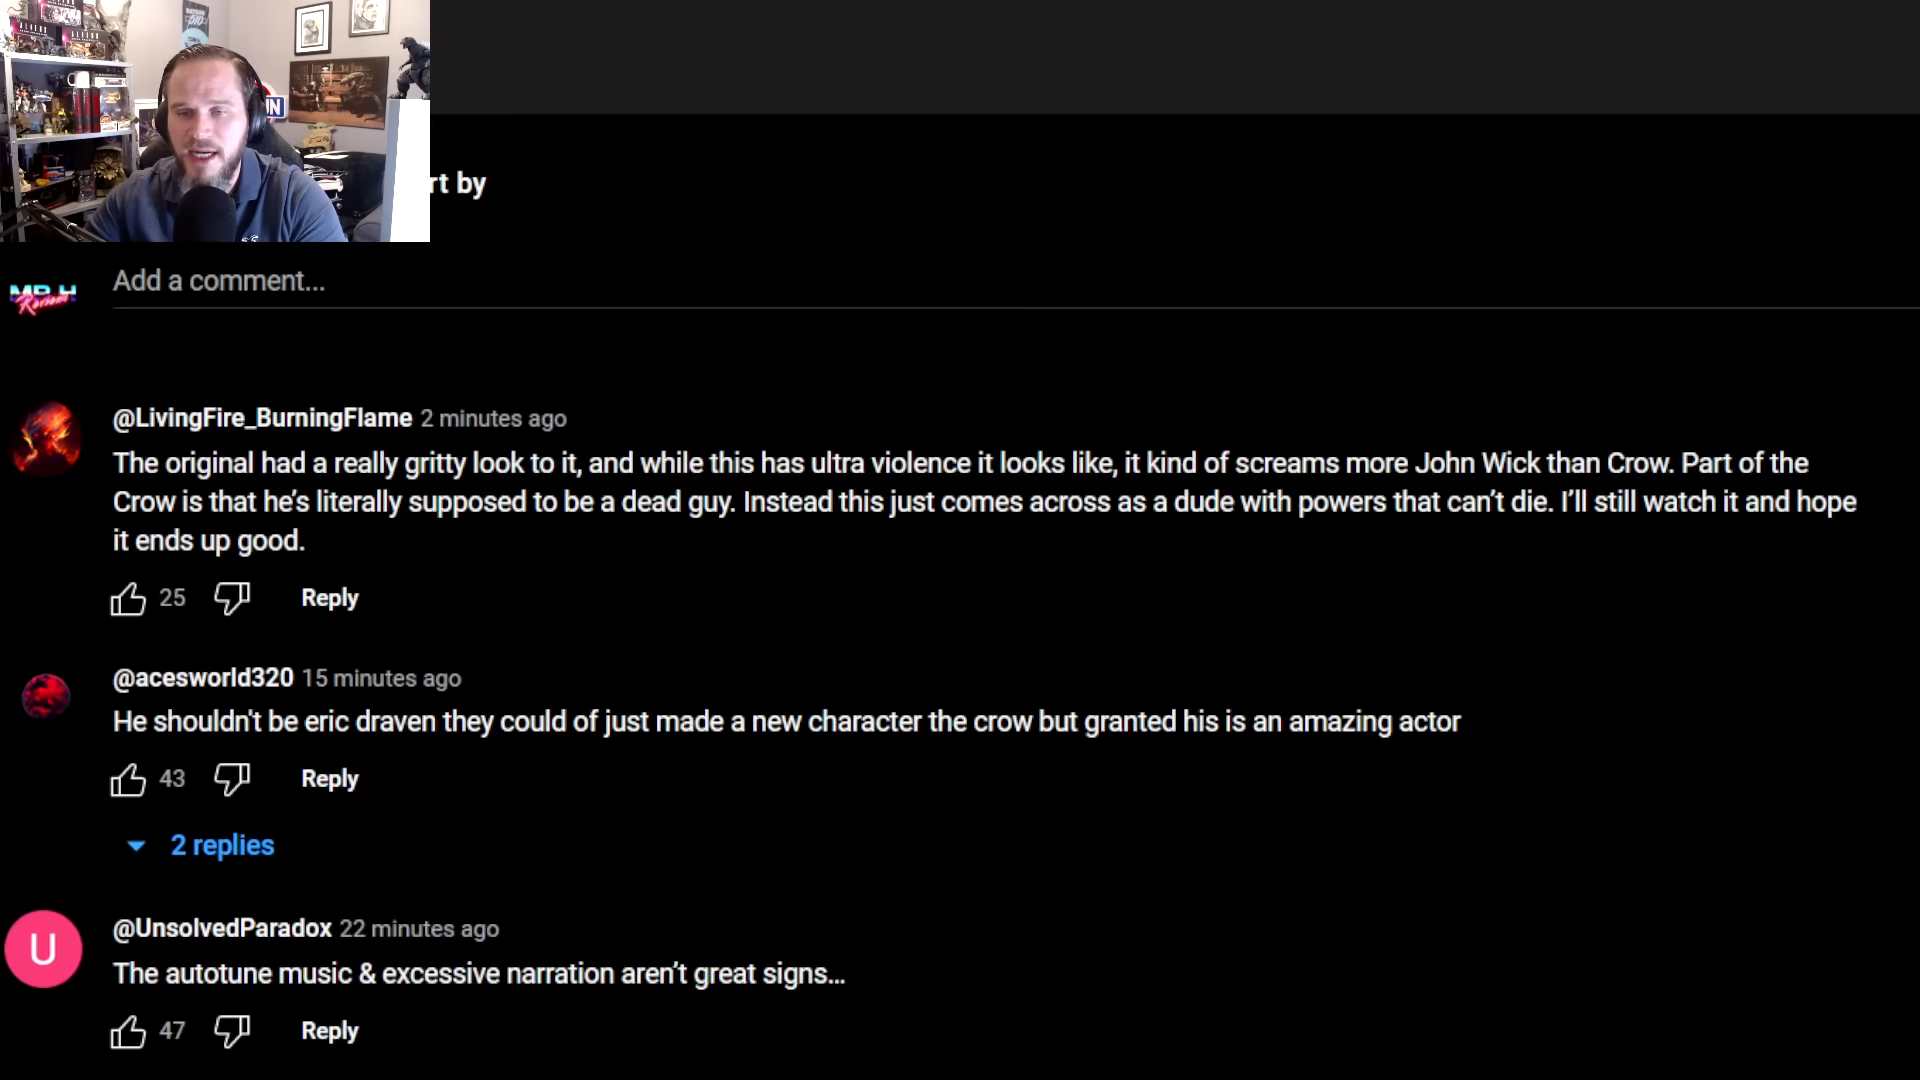 rt by
MR H
Reviews
Add a comment...
@LivingFire_BurningFlame 2 minutes ago
The original had a really gritty look to it, and while this has ultra violence it looks like, it kind of screams more John Wick than Crow. Part of the
Crow is that he’s literally supposed to be a dead guy. Instead this just comes across as a dude with powers that can’t die. I’ll still watch it and hope
it ends up good.
25 Reply
@acesworld320 15 minutes ago
He shouldn't be eric draven they could of just made a new character the crow but granted his is an amazing actor
43 Reply
2 replies
U
@UnsolvedParadox 22 minutes ago
The autotune music & excessive narration aren’t great signs...
47 Reply